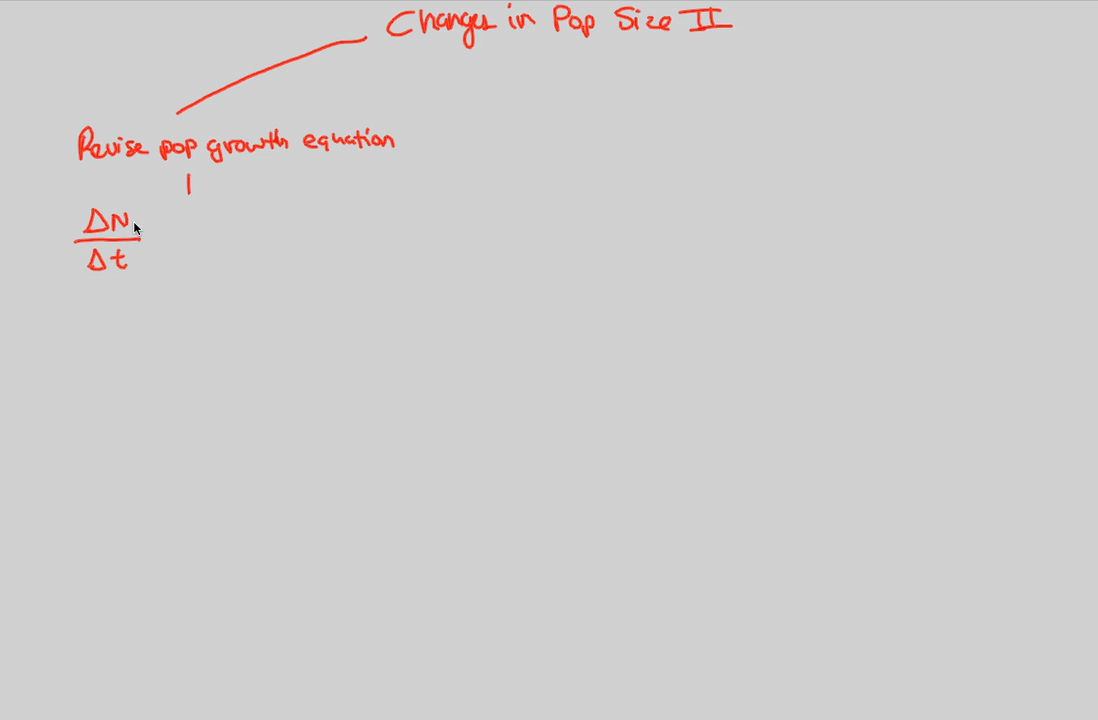 Changes in Pop Size II
Revise pop growth equation
ΔN
Δt